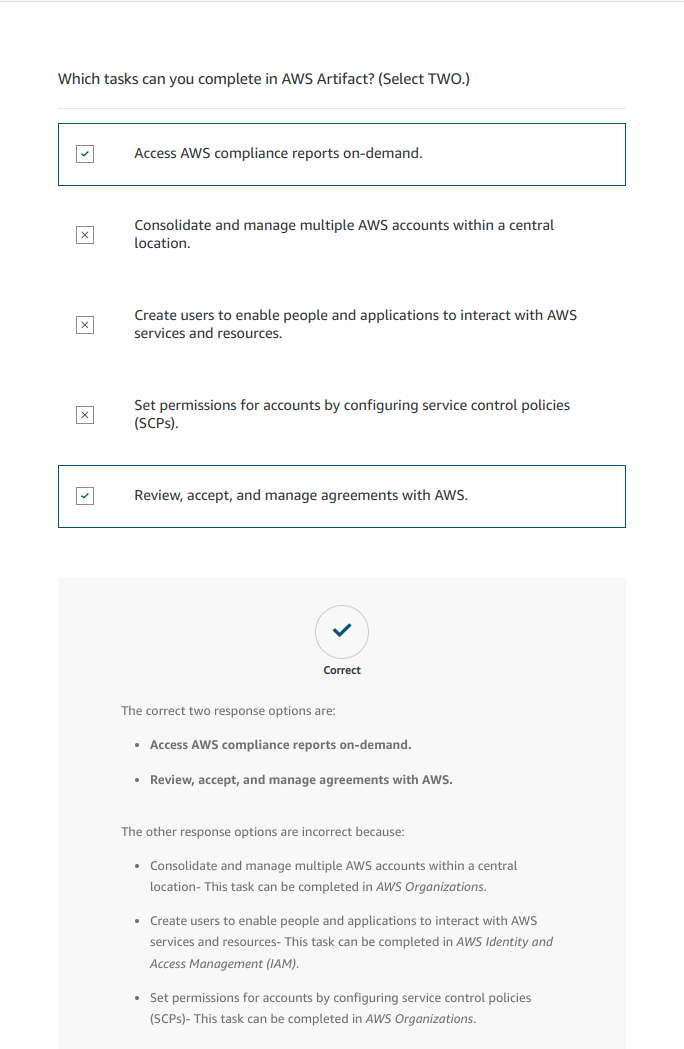 Which tasks can you complete in AWS Artifact? (Select TWO.)
Access AWS compliance reports on-demand.
Consolidate and manage multiple AWS accounts within a central
location.
Create users to enable people and applications to interact with AWS
services and resources.
Set permissions for accounts by configuring service control policies
(SCPs).
Review, accept, and manage agreements with AWS.
Correct
The correct two response options are:
• Access AWS compliance reports on-demand.
• Review, accept, and manage agreements with AWS.
The other response options are incorrect because:
• Consolidate and manage multiple AWS accounts within a central
location- This task can be completed in AWS Organizations.
• Create users to enable people and applications to interact with AWS
services and resources- This task can be completed in AWS Identity and
Access Management (IAM).
• Set permissions for accounts by configuring service control policies
(SCPs)- This task can be completed in AWS Organizations.